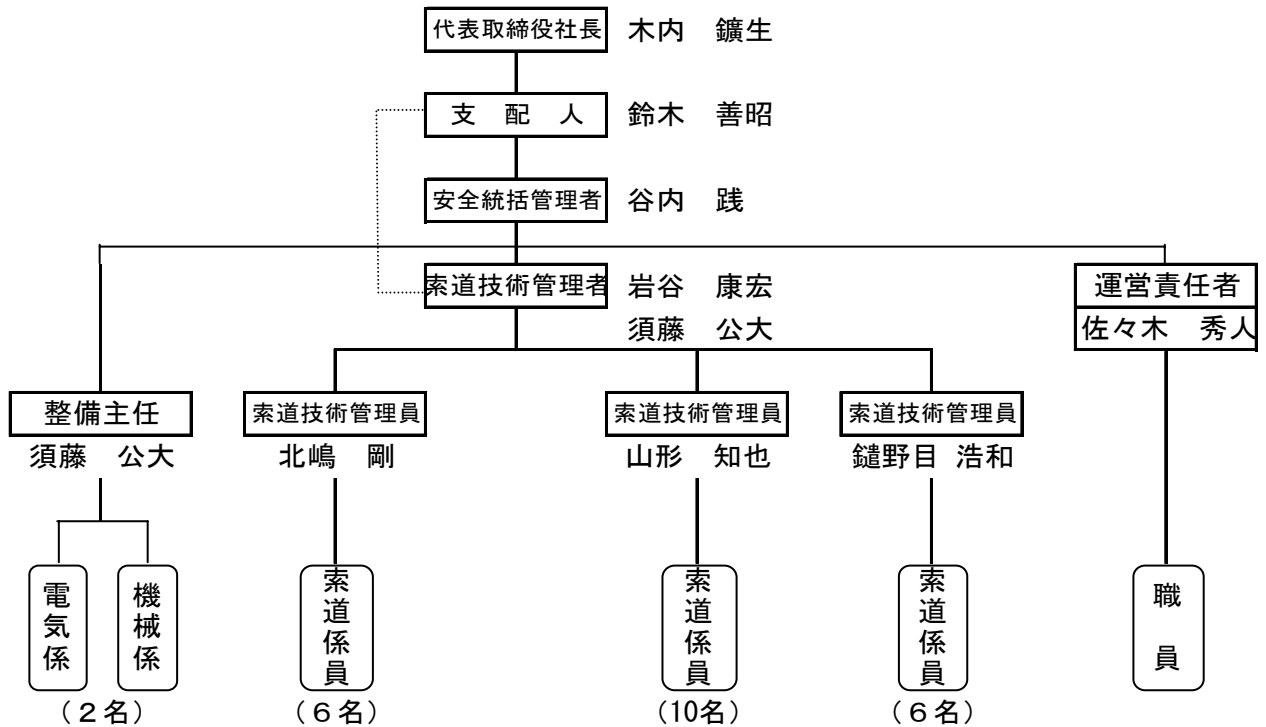 代表取締役社長 木内 鑛生
支 配 人 鈴木 善昭
安全統括管理者 谷内 践
索道技術管理者 岩谷 康宏
須藤 公大
運営責任者
佐々木 秀人
整備主任
須藤 公大
索道技術管理員
北嶋 剛
索道技術管理員
山形 知也
索道技術管理員
鑓野目 浩和
電気係
機械係
(2名)
索道係員
(6名)
索道係員
(10名)
索道係員
(6名)
職員